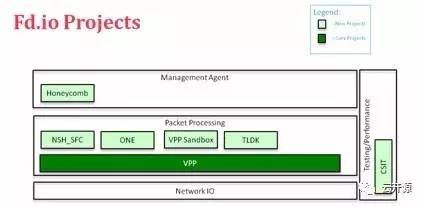 Fd.io Projects
Legend:
- New Projects
- Core Projects
Management Agent
Honeycomb
Packet Processing
NSH_SFC
ONE
VPP Sandbox
TLDK
VPP
Network IO
Testing/Performance
CSIT
云开源